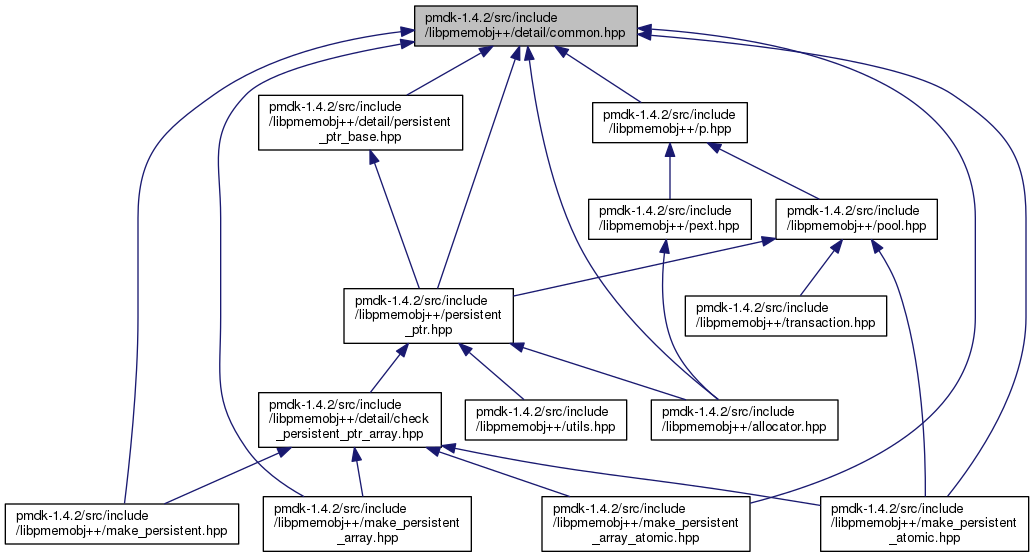 pmdk-1.4.2/src/include
/libpmemobj++/detail/common.hpp
pmdk-1.4.2/src/include
/libpmemobj++/detail/persistent
_ptr_base.hpp
pmdk-1.4.2/src/include
/libpmemobj++/p.hpp
pmdk-1.4.2/src/include
/libpmemobj++/pext.hpp
pmdk-1.4.2/src/include
/libpmemobj++/pool.hpp
pmdk-1.4.2/src/include
/libpmemobj++/persistent
_ptr.hpp
pmdk-1.4.2/src/include
/libpmemobj++/transaction.hpp
pmdk-1.4.2/src/include
/libpmemobj++/detail/check
_persistent_ptr_array.hpp
pmdk-1.4.2/src/include
/libpmemobj++/utils.hpp
pmdk-1.4.2/src/include
/libpmemobj++/allocator.hpp
pmdk-1.4.2/src/include
/libpmemobj++/make_persistent.hpp
pmdk-1.4.2/src/include
/libpmemobj++/make_persistent
_array.hpp
pmdk-1.4.2/src/include
/libpmemobj++/make_persistent
_array_atomic.hpp
pmdk-1.4.2/src/include
/libpmemobj++/make_persistent
_atomic.hpp